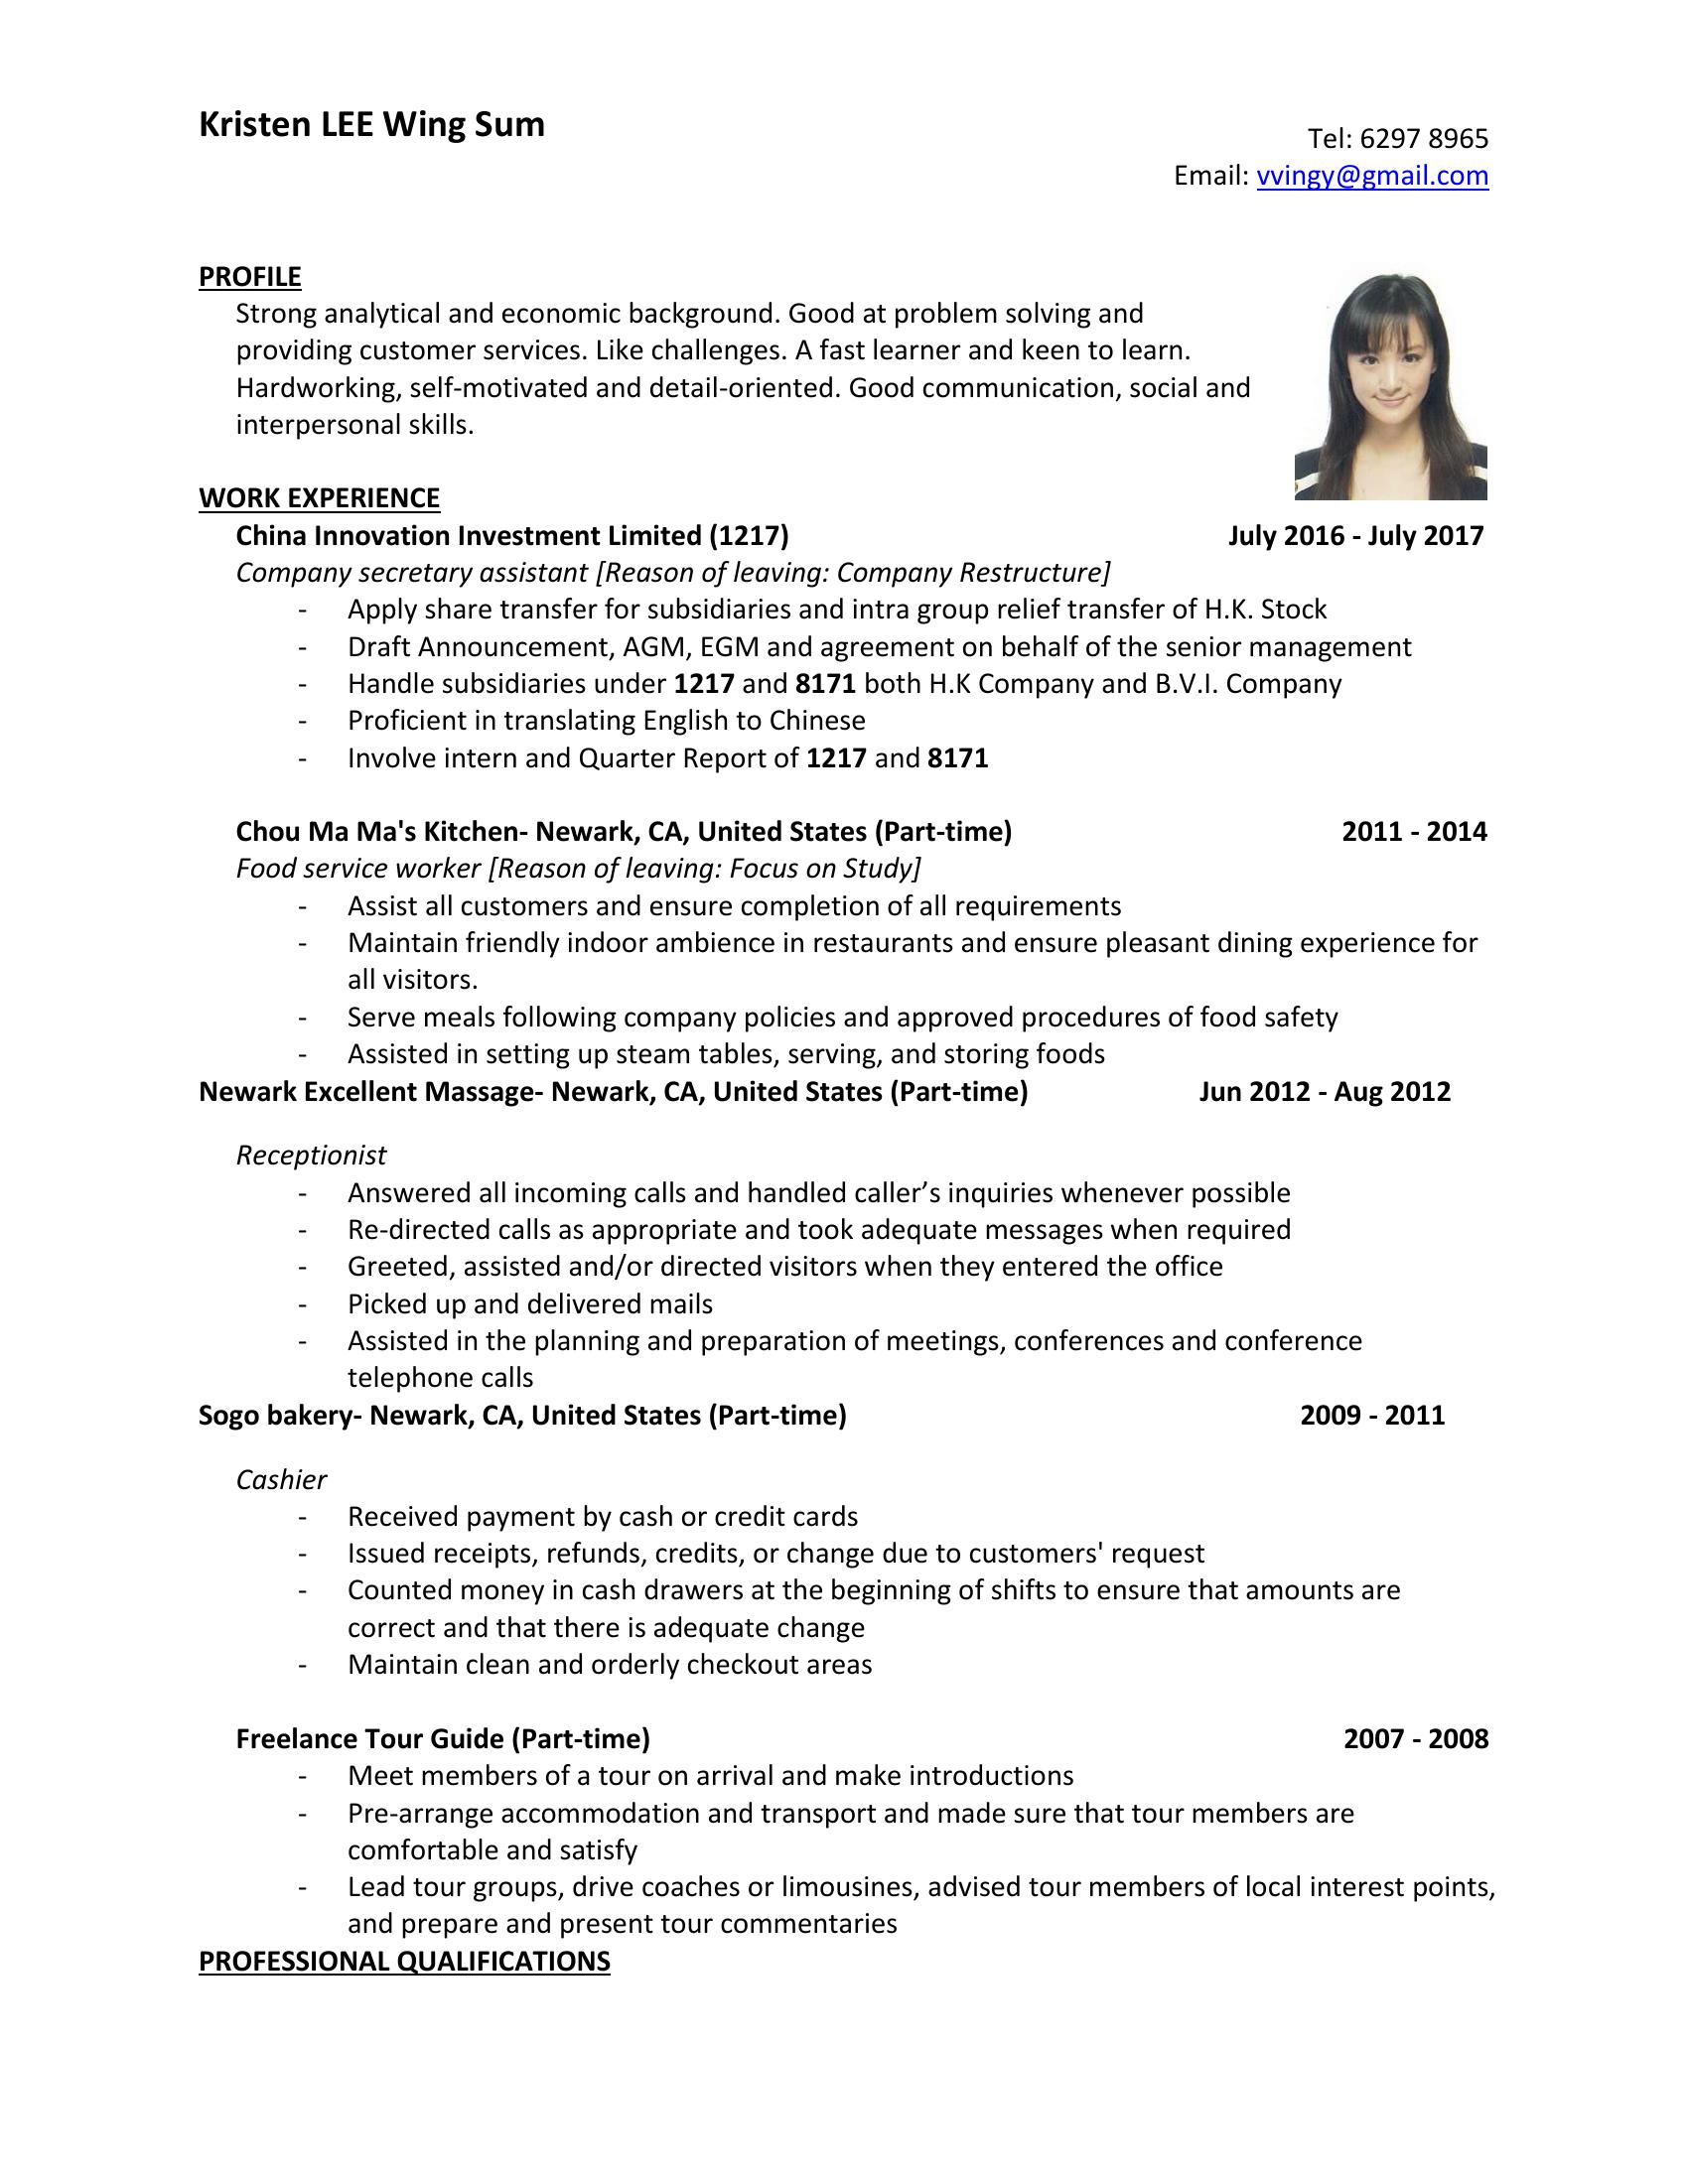 Kristen LEE Wing Sum
Tel: 6297 8965
Email: vvingy@gmail.com
PROFILE
Strong analytical and economic background. Good at problem solving and
providing customer services. Like challenges. A fast learner and keen to learn.
Hardworking, self-motivated and detail-oriented. Good communication, social and
interpersonal skills.
WORK EXPERIENCE
China Innovation Investment Limited (1217) July 2016 - July 2017
Company secretary assistant [Reason of leaving: Company Restructure]
- Apply share transfer for subsidiaries and intra group relief transfer of H.K. Stock
- Draft Announcement, AGM, EGM and agreement on behalf of the senior management
- Handle subsidiaries under 1217 and 8171 both H.K Company and B.V.I. Company
- Proficient in translating English to Chinese
- Involve intern and Quarter Report of 1217 and 8171
Chou Ma Ma's Kitchen- Newark, CA, United States (Part-time) 2011 - 2014
Food service worker [Reason of leaving: Focus on Study]
- Assist all customers and ensure completion of all requirements
- Maintain friendly indoor ambience in restaurants and ensure pleasant dining experience for
all visitors.
- Serve meals following company policies and approved procedures of food safety
- Assisted in setting up steam tables, serving, and storing foods
Newark Excellent Massage- Newark, CA, United States (Part-time) Jun 2012 - Aug 2012
Receptionist
- Answered all incoming calls and handled caller’s inquiries whenever possible
- Re-directed calls as appropriate and took adequate messages when required
- Greeted, assisted and/or directed visitors when they entered the office
- Picked up and delivered mails
- Assisted in the planning and preparation of meetings, conferences and conference
telephone calls
Sogo bakery- Newark, CA, United States (Part-time) 2009 - 2011
Cashier
- Received payment by cash or credit cards
- Issued receipts, refunds, credits, or change due to customers' request
- Counted money in cash drawers at the beginning of shifts to ensure that amounts are
correct and that there is adequate change
- Maintain clean and orderly checkout areas
Freelance Tour Guide (Part-time) 2007 - 2008
- Meet members of a tour on arrival and make introductions
- Pre-arrange accommodation and transport and made sure that tour members are
comfortable and satisfy
- Lead tour groups, drive coaches or limousines, advised tour members of local interest points,
and prepare and present tour commentaries
PROFESSIONAL QUALIFICATIONS